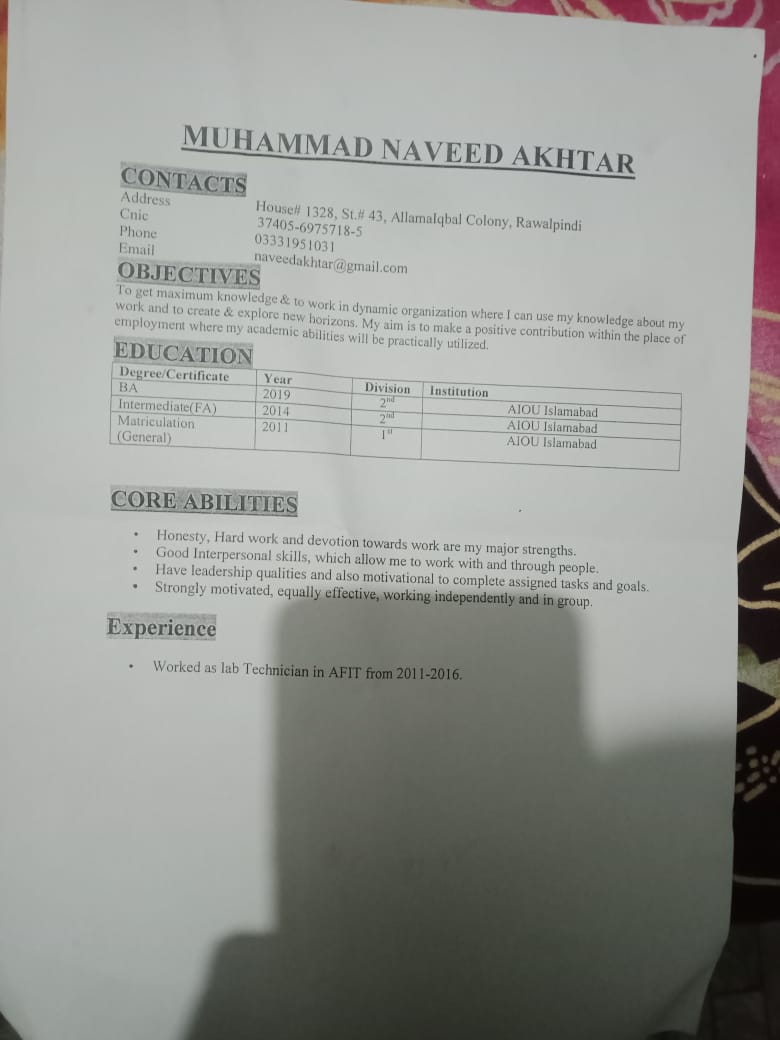 MUHAMMAD NAVEED AKHTAR
CONTACTS
Address House# 1328, St.# 43, AllamaIqbal Colony, Rawalpindi
Cnic 37405-6975718-5
Phone 03331951031
Email naveedakhtar@gmail.com
OBJECTIVES
To get maximum knowledge & to work in dynamic organization where I can use my knowledge about my
work and to create & explore new horizons. My aim is to make a positive contribution within the place of
employment where my academic abilities will be practically utilized.
EDUCATION
Degree/Certificate Year Division Institution
BA 2019 2nd AIOU Islamabad
Intermediate(FA) 2014 2nd AIOU Islamabad
Matriculation 2011 1st AIOU Islamabad
(General)
CORE ABILITIES
• Honesty, Hard work and devotion towards work are my major strengths.
• Good Interpersonal skills, which allow me to work with and through people.
• Have leadership qualities and also motivational to complete assigned tasks and goals.
• Strongly motivated, equally effective, working independently and in group.
Experience
• Worked as lab Technician in AFIT from 2011-2016.